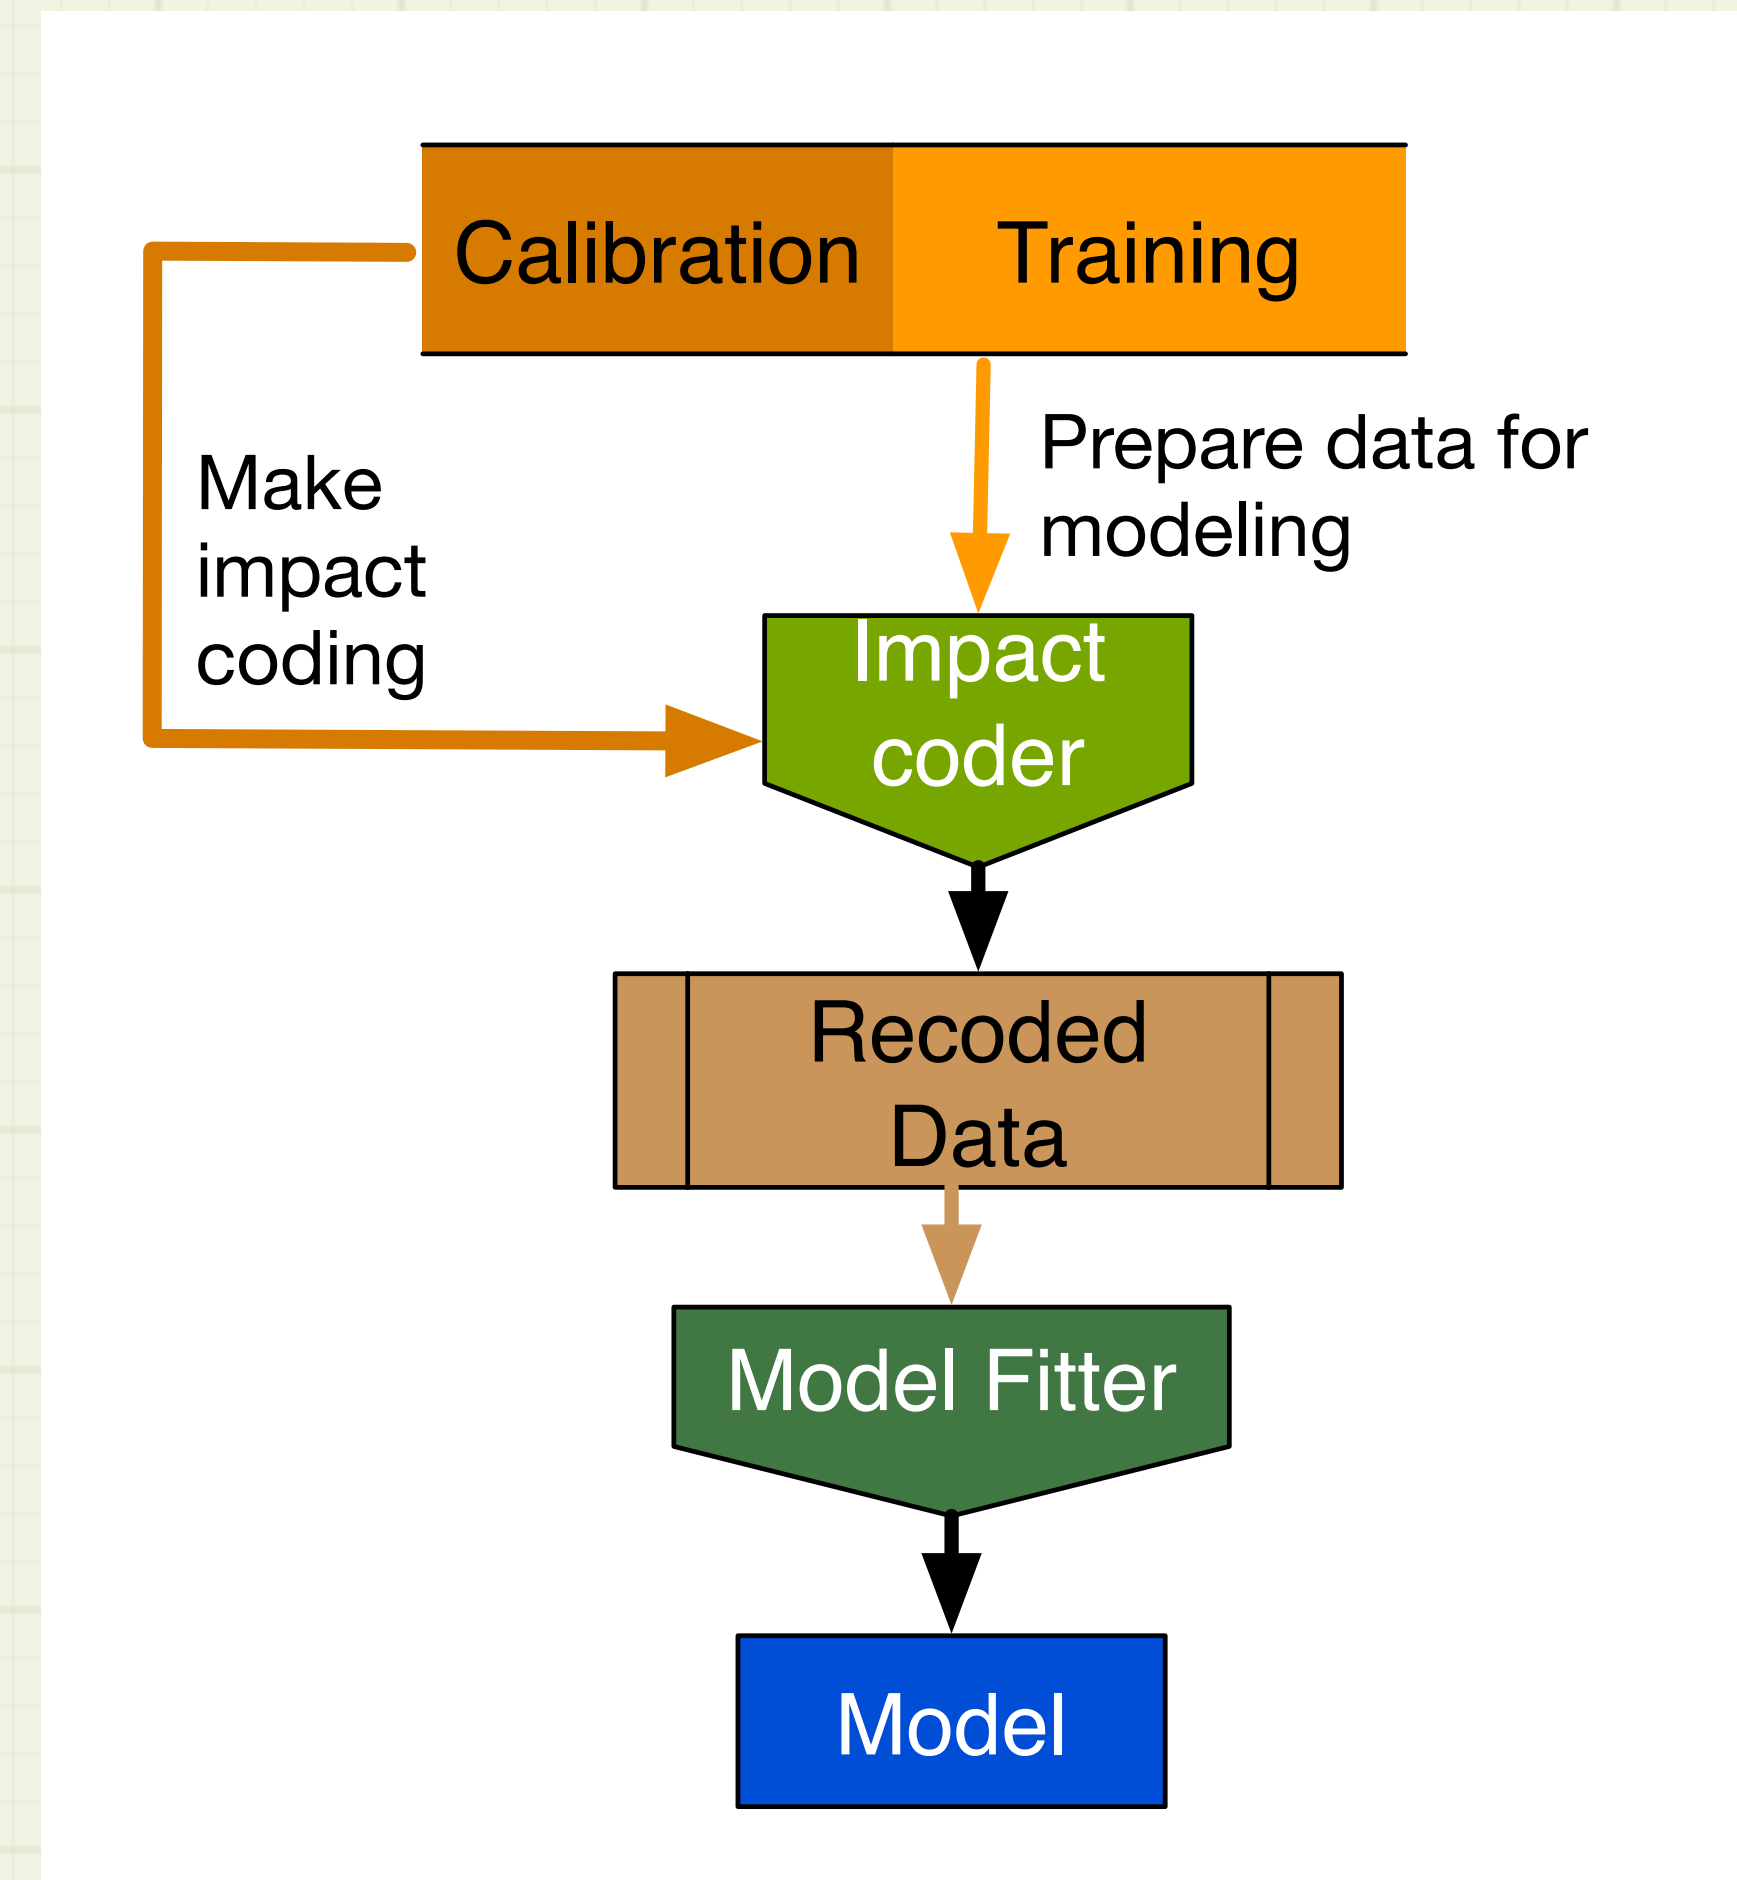 Calibration
Training
Prepare data for
modeling
Make
impact
coding
Impact
coder
Recoded
Data
Model Fitter
Model